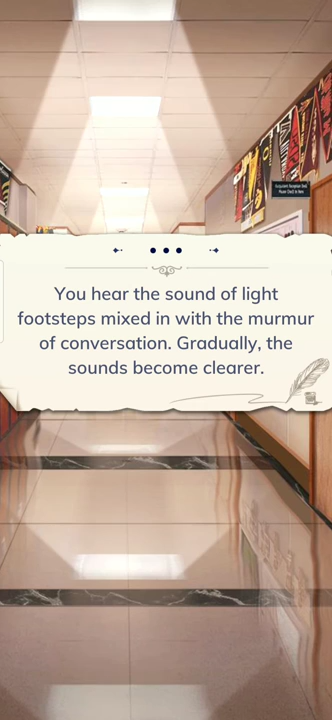 You hear the sound of light
footsteps mixed in with the murmur
of conversation. Gradually, the
sounds become clearer.